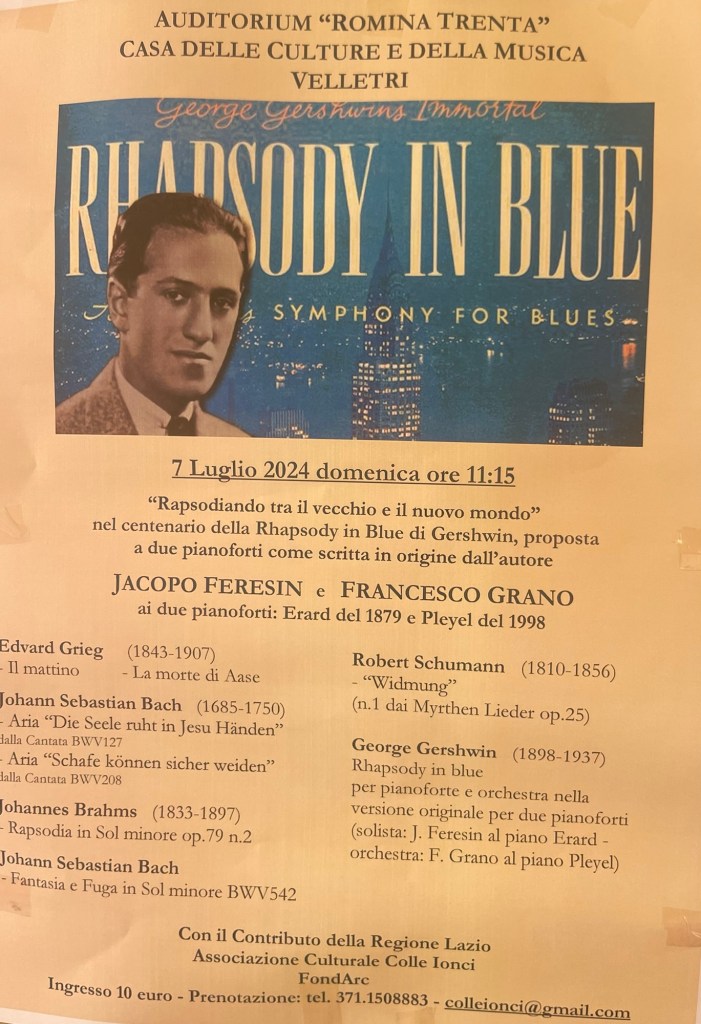 AUDITORIUM “ROMINA TRENTA”
CASA DELLE CULTURE E DELLA MUSICA
VELLETRI
George Gershwins Immortal
RHAPSODY IN BLUE
SYMPHONY FOR BLUES
7 Luglio 2024 domenica ore 11:15
“Rapsodiando tra il vecchio e il nuovo mondo”
nel centenario della Rhapsody in Blue di Gershwin, proposta
a due pianoforti come scritta in origine dall’autore
JACOPO FERESIN e FRANCESCO GRANO
ai due pianoforti: Erard del 1879 e Pleyel del 1998
Edvard Grieg (1843-1907)
- Il mattino - La morte di Aase
Johann Sebastian Bach (1685-1750)
- Aria “Die Seele ruht in Jesu Händen”
dalla Cantata BWV127
- Aria “Schafe können sicher weiden”
dalla Cantata BWV208
Johannes Brahms (1833-1897)
- Rapsodia in Sol minore op.79 n.2
Johann Sebastian Bach
- Fantasia e Fuga in Sol minore BWV542
Robert Schumann (1810-1856)
- “Widmung”
(n.1 dai Myrthen Lieder op.25)
George Gershwin (1898-1937)
Rhapsody in blue
per pianoforte e orchestra nella
versione originale per due pianoforti
(solista: J. Feresin al piano Erard -
orchestra: F. Grano al piano Pleyel)
Con il Contributo della Regione Lazio
Associazione Culturale Colle Ionci
FondArc
Ingresso 10 euro - Prenotazione: tel. 371.1508883 - colleionci@gmail.com